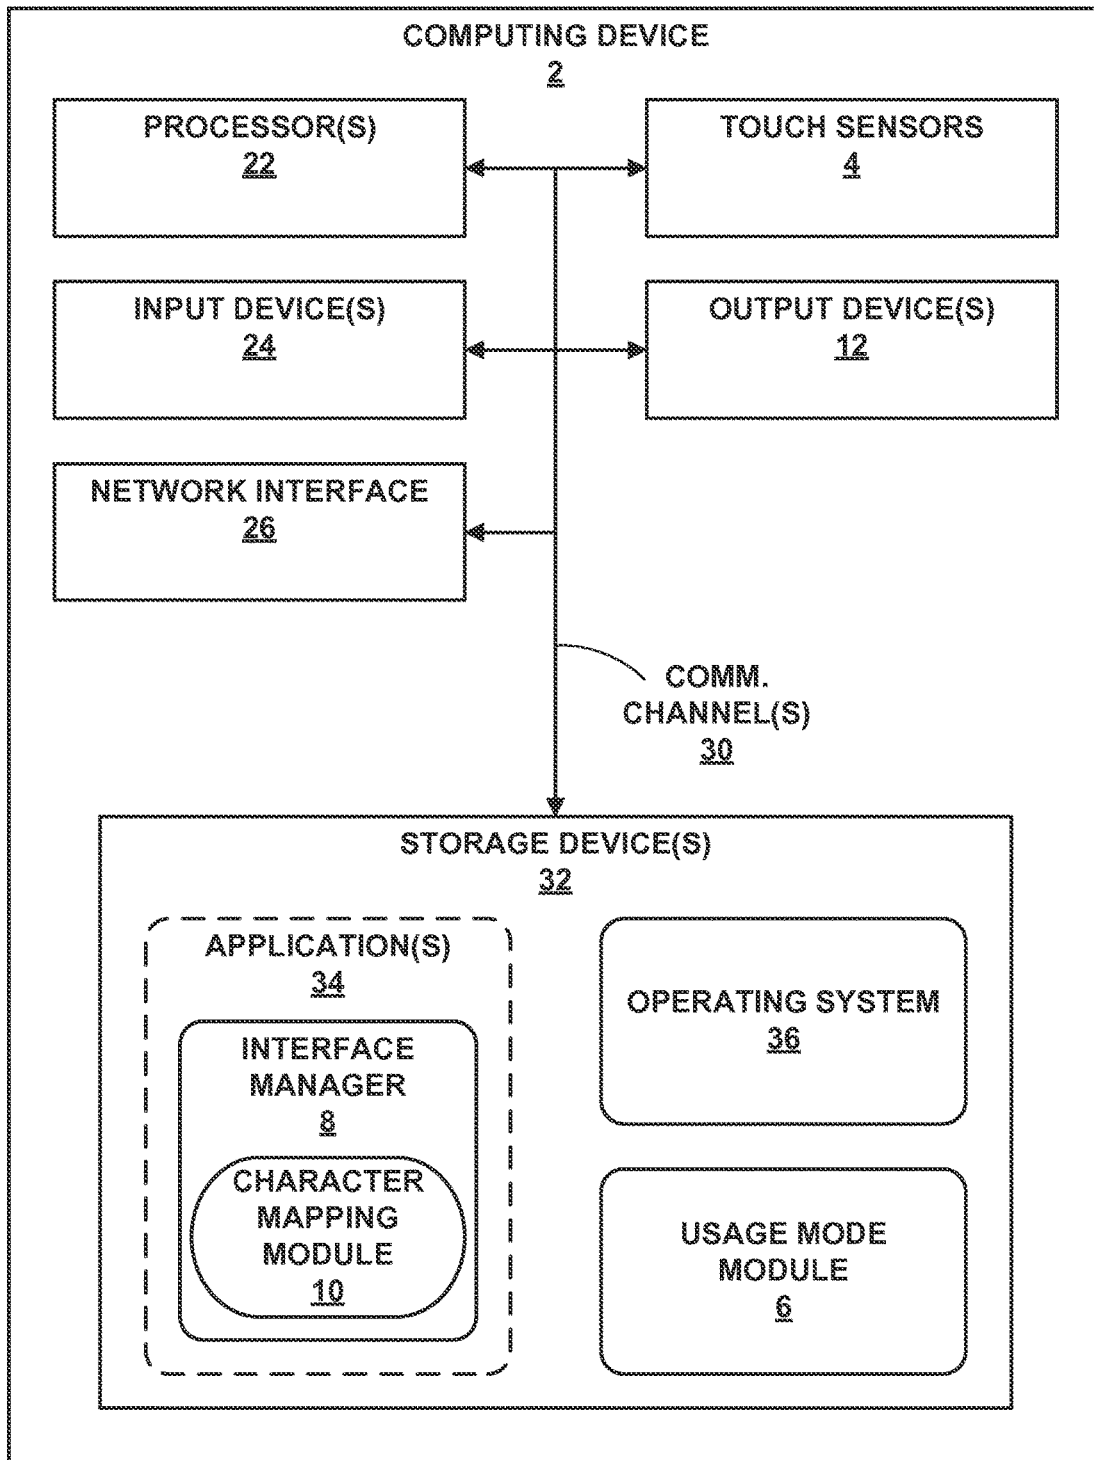 COMPUTING DEVICE
2
PROCESSOR(S)
22
TOUCH SENSORS
4
INPUT DEVICE(S)
24
OUTPUT DEVICE(S)
12
NETWORK INTERFACE
26
COMM.
CHANNEL(S)
30
STORAGE DEVICE(S)
32
APPLICATION(S)
34
INTERFACE
MANAGER
8
CHARACTER
MAPPING
MODULE
10
OPERATING SYSTEM
36
USAGE MODE
MODULE
6